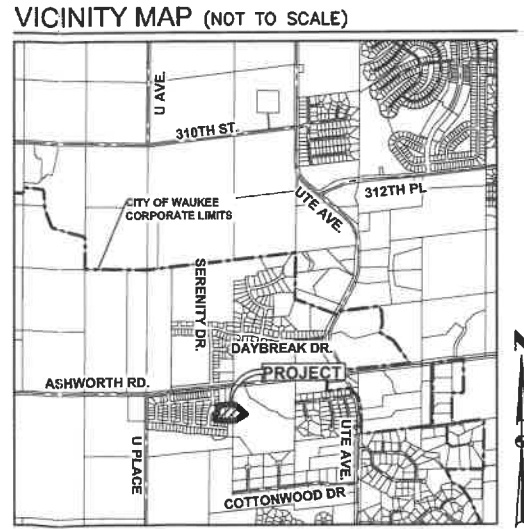 VICINITY MAP (NOT TO SCALE)
U AVE.
310TH ST.
312TH PL
UTE AVE.
CITY OF WAUKEE
CORPORATE LIMITS
SERENITY DR.
DAYBREAK DR.
PROJECT
ASHWORTH RD.
U PLACE
UTE AVE.
COTTONWOOD DR
N